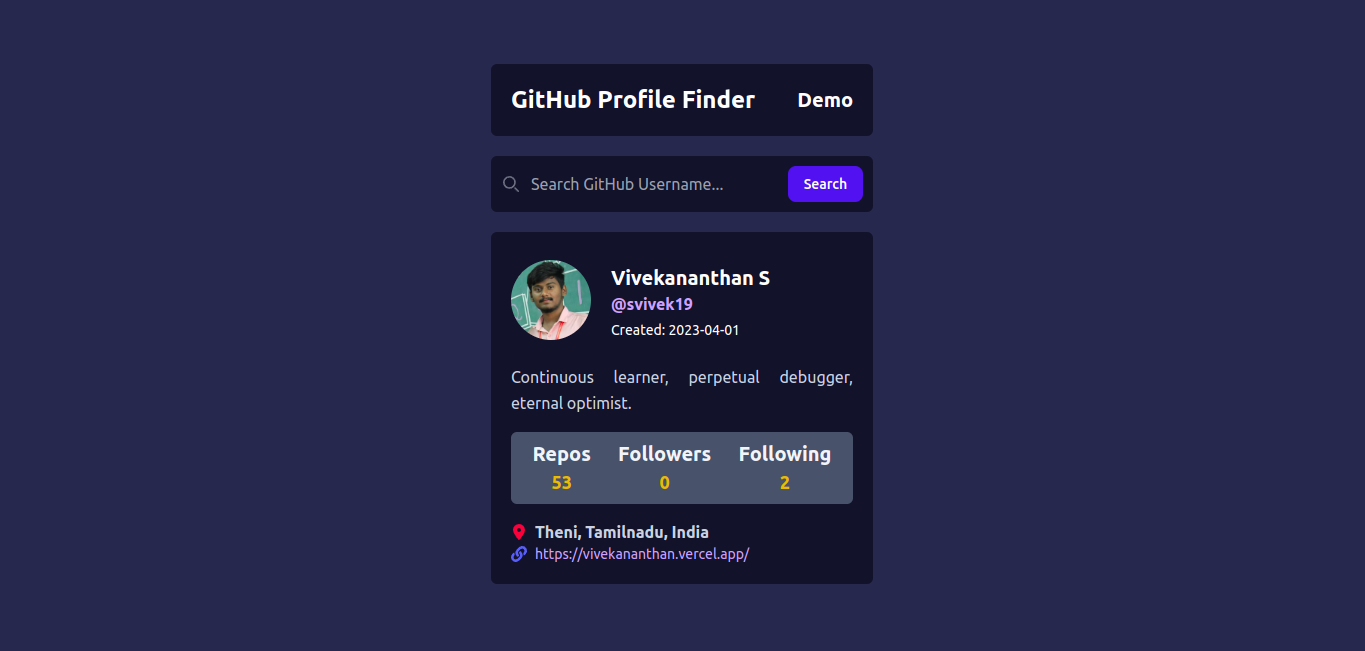 GitHub Profile Finder Demo
Search GitHub Username... Search
Vivekananthan S
@svivek19
Created: 2023-04-01
Continuous learner, perpetual debugger,
eternal optimist.
Repos Followers Following
53 0 2
Theni, Tamilnadu, India
https://vivekananthan.vercel.app/